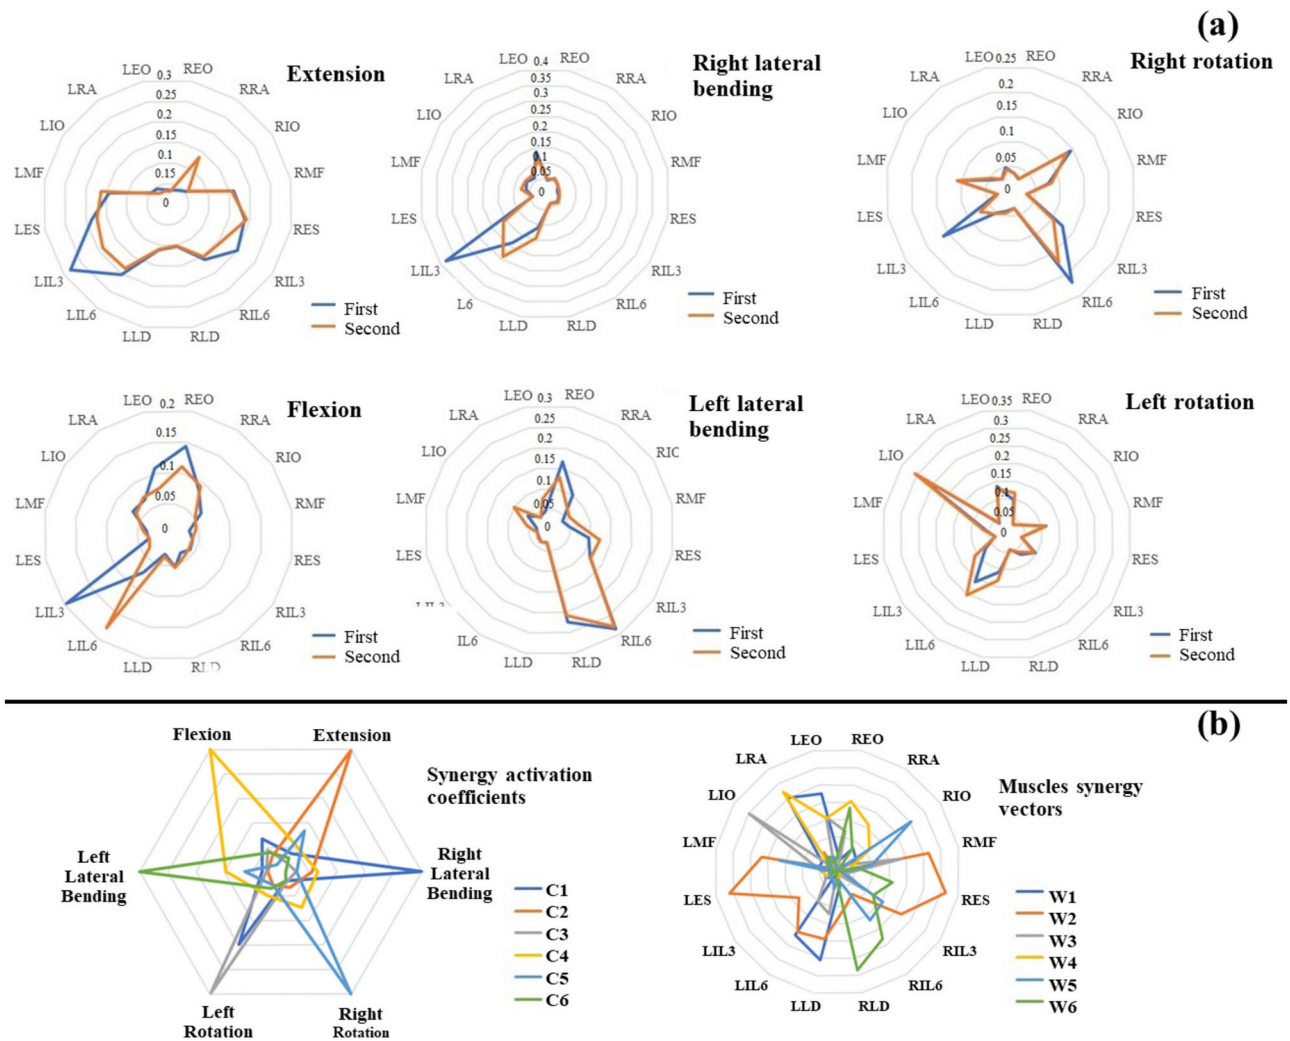 (a)
Extension
LEO
REO
LRA
RRA
LIO
RIO
LMF
RMF
LES
RES
LIL3
RIL3
LIL6
RIL6
LLD
RLD
0.3
0.25
0.2
0.15
0.1
0.15
0
First
Second
Right lateral
bending
LEO
REO
LRA
RRA
LIO
RIO
LMF
RMF
LES
RES
LIL3
RIL3
L6
RIL6
LLD
RLD
0.4
0.35
0.3
0.25
0.2
0.15
0.1
0.05
0
First
Second
Right rotation
LEO
REO
LRA
RRA
LIO
RIO
LMF
RMF
LES
RES
LIL3
RIL3
LIL6
RIL6
LLD
RLD
0.25
0.2
0.15
0.1
0.05
0
First
Second
Flexion
LEO
REO
LRA
RRA
LIO
RIO
LMF
RMF
LES
RES
LIL3
RIL3
LIL6
RIL6
LLD
0.2
0.15
0.1
0.05
0
First
Second
Left lateral
bending
LEO
REO
LRA
RRA
LIO
RIC
LMF
RMF
LES
RES
RIL3
IL6
RIL6
LLD
RLD
0.3
0.25
0.2
0.15
0.1
0.05
0
First
Second
Left rotation
LEO
REO
LRA
RRA
LIO
RIO
LMF
RMF
LES
RES
LIL3
RIL3
LIL6
RIL6
LLD
RLD
0.35
0.3
0.25
0.2
0.15
0.1
0.05
0
First
Second
(b)
Synergy activation
coefficients
Flexion
Extension
Left
Lateral
Bending
Right
Lateral
Bending
Left
Rotation
Right
Rotation
C1
C2
C3
C4
C5
C6
Muscles synergy
vectors
LEO
REO
LRA
RRA
LIO
RIO
LMF
RMF
LES
RES
LIL3
RIL3
LIL6
RIL6
LLD
RLD
W1
W2
W3
W4
W5
W6